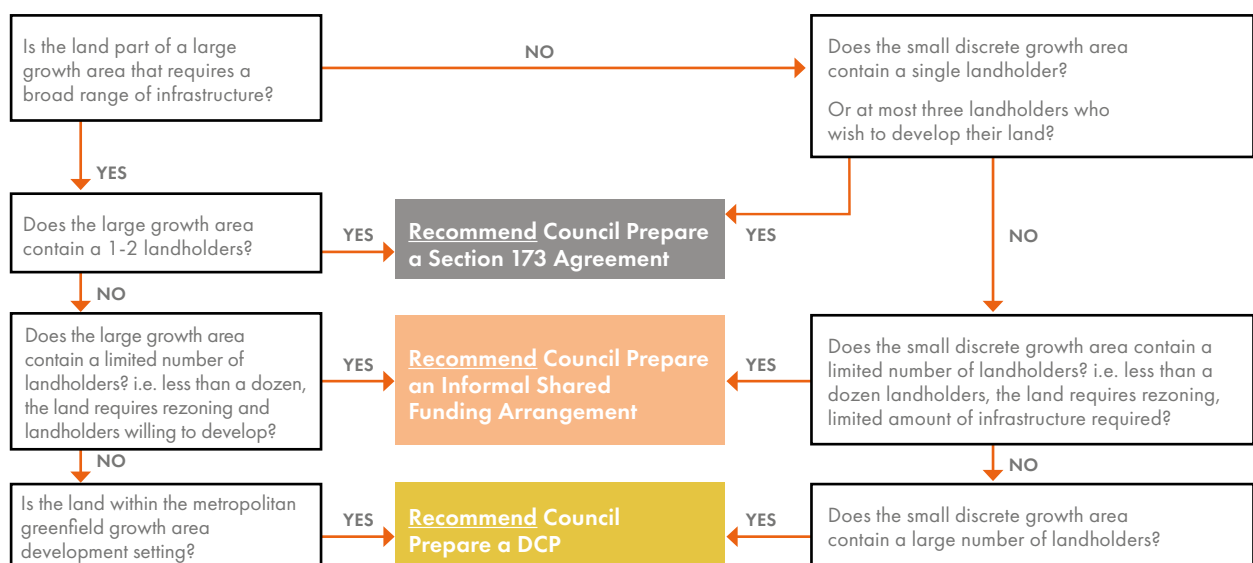 Is the land part of a large
growth area that requires a
broad range of infrastructure?
NO
Does the small discrete growth area
contain a single landholder?
Or at most three landholders who
wish to develop their land?
YES
Does the large growth area
contain a 1-2 landholders?
YES
Recommend Council Prepare
a Section 173 Agreement
YES
NO
NO
Does the large growth area
contain a limited number of
landholders? i.e. less than a dozen,
the land requires rezoning and
landholders willing to develop?
YES
Recommend Council Prepare
an Informal Shared
Funding Arrangement
YES
Does the small discrete growth area contain a
limited number of landholders? i.e. less than a
dozen landholders, the land requires rezoning,
limited amount of infrastructure required?
NO
NO
Is the land within the metropolitan
greenfield growth area
development setting?
YES
Recommend Council
Prepare a DCP
YES
Does the small discrete growth area
contain a large number of landholders?